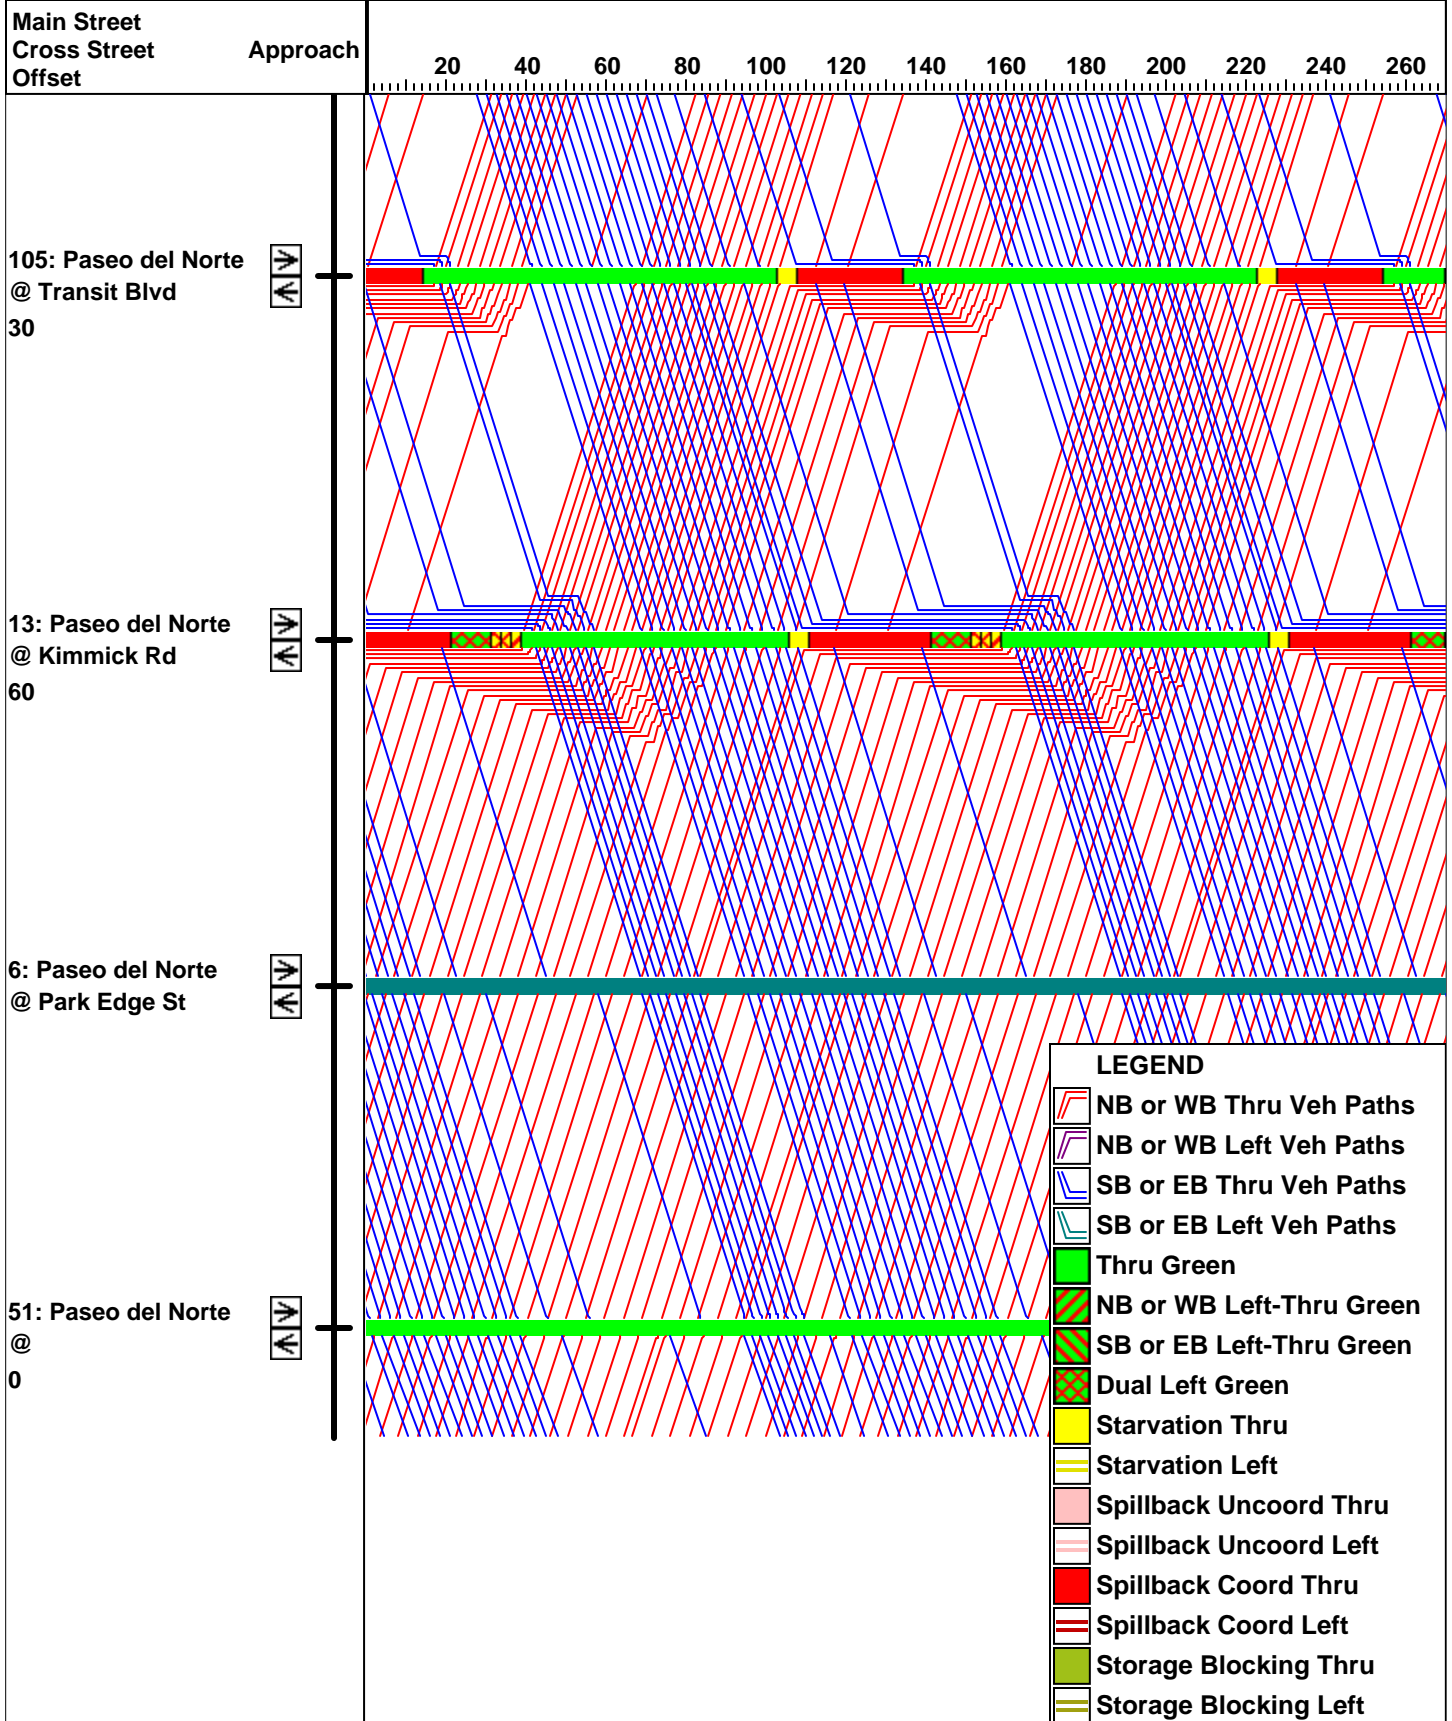 Main Street
Cross Street Approach
Offset
20 40 60 80 100 120 140 160 180 200 220 240 260
105: Paseo del Norte
@ Transit Blvd
30
13: Paseo del Norte
@ Kimmick Rd
60
6: Paseo del Norte
@ Park Edge St
51: Paseo del Norte
@
0
LEGEND
NB or WB Thru Veh Paths
NB or WB Left Veh Paths
SB or EB Thru Veh Paths
SB or EB Left Veh Paths
Thru Green
NB or WB Left-Thru Green
SB or EB Left-Thru Green
Dual Left Green
Starvation Thru
Starvation Left
Spillback Uncoord Thru
Spillback Uncoord Left
Spillback Coord Thru
Spillback Coord Left
Storage Blocking Thru
Storage Blocking Left